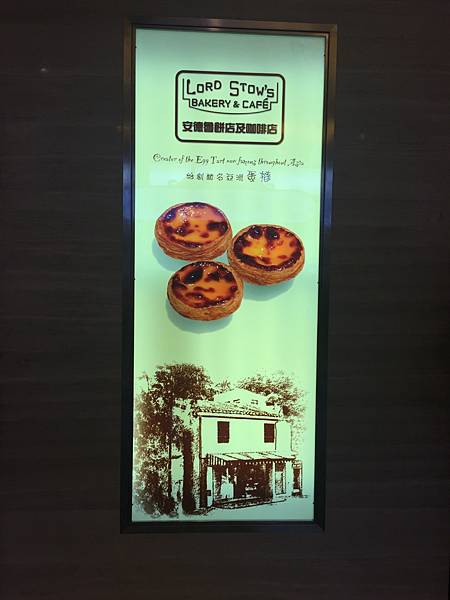 LORD STOW'S
BAKERY & CAFÉ
安德魯餅店及咖啡店
Creator of the Egg Tart now famous throughout Asia
始創馳名亞洲蛋撻